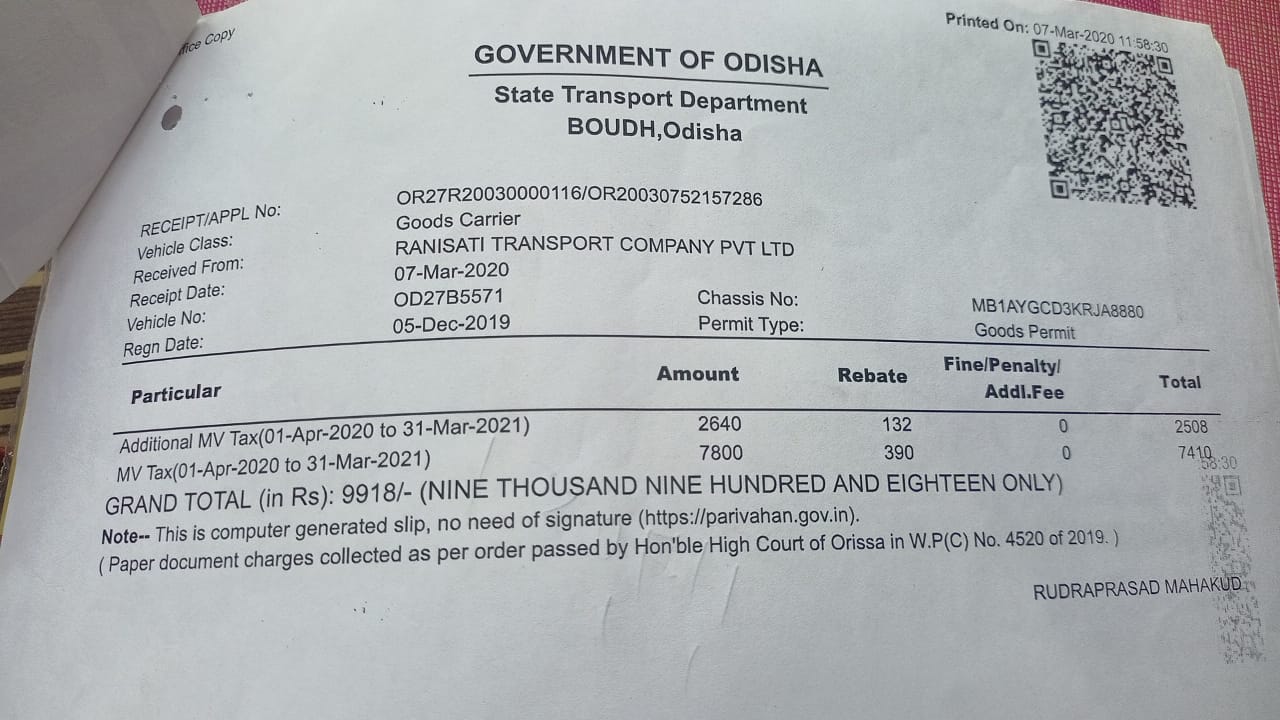 Office Copy
Printed On: 07-Mar-2020 11:58:30
GOVERNMENT OF ODISHA
State Transport Department
BOUDH,Odisha
RECEIPT/APPL No: OR27R20030000116/OR20030752157286
Vehicle Class: Goods Carrier
Received From: RANISATI TRANSPORT COMPANY PVT LTD
Receipt Date: 07-Mar-2020
Vehicle No: OD27B5571 Chassis No: MB1AYGCD3KRJA8880
Regn Date: 05-Dec-2019 Permit Type: Goods Permit
Particular Amount Rebate Fine/Penalty/ Total
Addl.Fee
Additional MV Tax(01-Apr-2020 to 31-Mar-2021) 2640 132 0 2508
MV Tax(01-Apr-2020 to 31-Mar-2021) 7800 390 0 7410
58:30
GRAND TOTAL (in Rs): 9918/- (NINE THOUSAND NINE HUNDRED AND EIGHTEEN ONLY)
Note-- This is computer generated slip, no need of signature (https://parivahan.gov.in).
( Paper document charges collected as per order passed by Hon'ble High Court of Orissa in W.P(C) No. 4520 of 2019. )
RUDRAPRASAD MAHAKUD